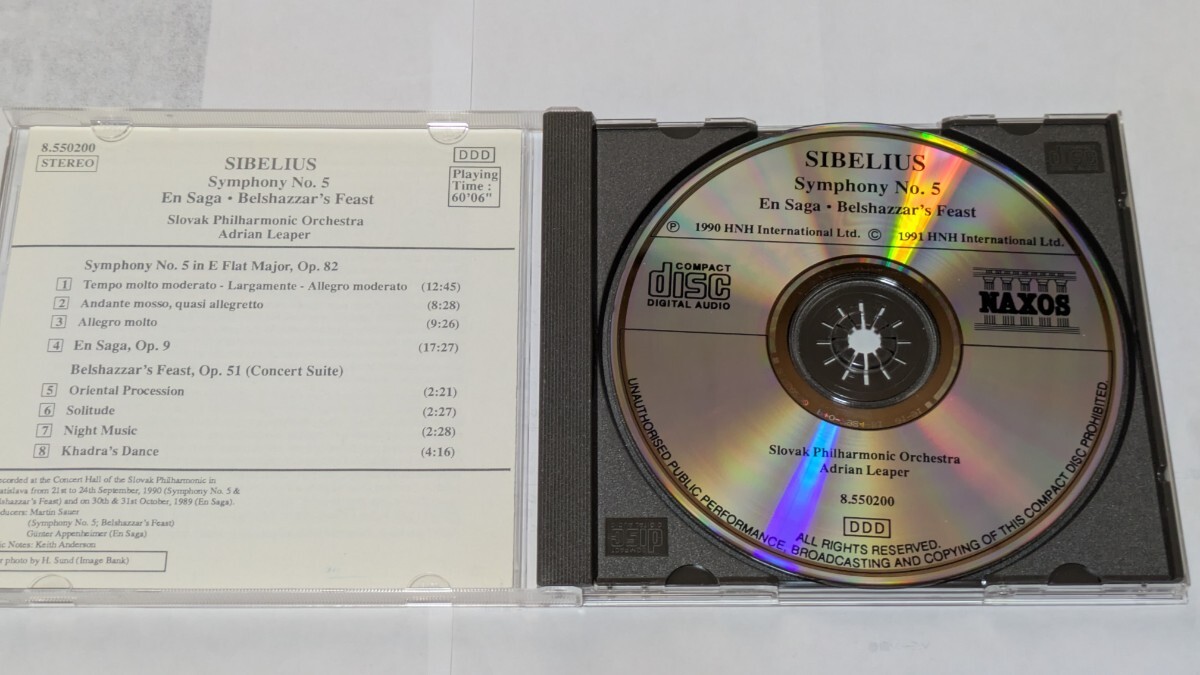 8.550200
STEREO
SIBELIUS
Symphony No. 5
En Saga • Belshazzar's Feast
Slovak Philharmonic Orchestra
Adrian Leaper
DDD
Playing
Time :
60'06"
Symphony No. 5 in E Flat Major, Op. 82
1 Tempo molto moderato - Largamente - Allegro moderato (12:45)
2 Andante mosso, quasi allegretto (8:28)
3 Allegro molto (9:26)
4 En Saga, Op. 9 (17:27)
Belshazzar's Feast, Op. 51 (Concert Suite)
5 Oriental Procession (2:21)
6 Solitude (2:27)
7 Night Music (2:28)
8 Khadra's Dance (4:16)
ecorded at the Concert Hall of the Slovak Philharmonic in
atislava from 21st to 24th September, 1990 (Symphony No. 5 &
lshazzar's Feast) and on 30th & 31st October, 1989 (En Saga).
oducers: Martin Sauer
(Symphony No. 5; Belshazzar's Feast)
Günter Appenheimer (En Saga)
ic Notes: Keith Anderson
r photo by H. Sund (Image Bank)
SIBELIUS
Symphony No. 5
En Saga • Belshazzar's Feast
Ⓟ 1990 HNH International Ltd. © 1991 HNH International Ltd.
COMPACT
disc
DIGITAL AUDIO
NAXOS
Slovak Philharmonic Orchestra
Adrian Leaper
8.550200
DDD
ALL RIGHTS RESERVED.
UNAUTHORISED PUBLIC PERFORMANCE, BROADCASTING AND COPYING OF THIS COMPACT DISC PROHIBITED.
disc